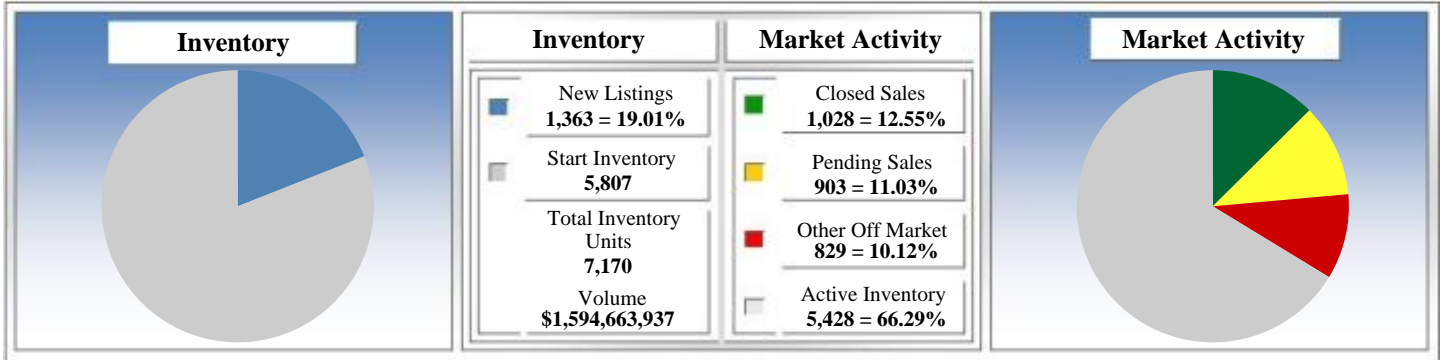 Inventory
Inventory
Market Activity
New Listings
1,363 = 19.01%
Start Inventory
5,807
Total Inventory
Units
7,170
Volume
$1,594,663,937
Closed Sales
1,028 = 12.55%
Pending Sales
903 = 11.03%
Other Off Market
829 = 10.12%
Active Inventory
5,428 = 66.29%
Market Activity